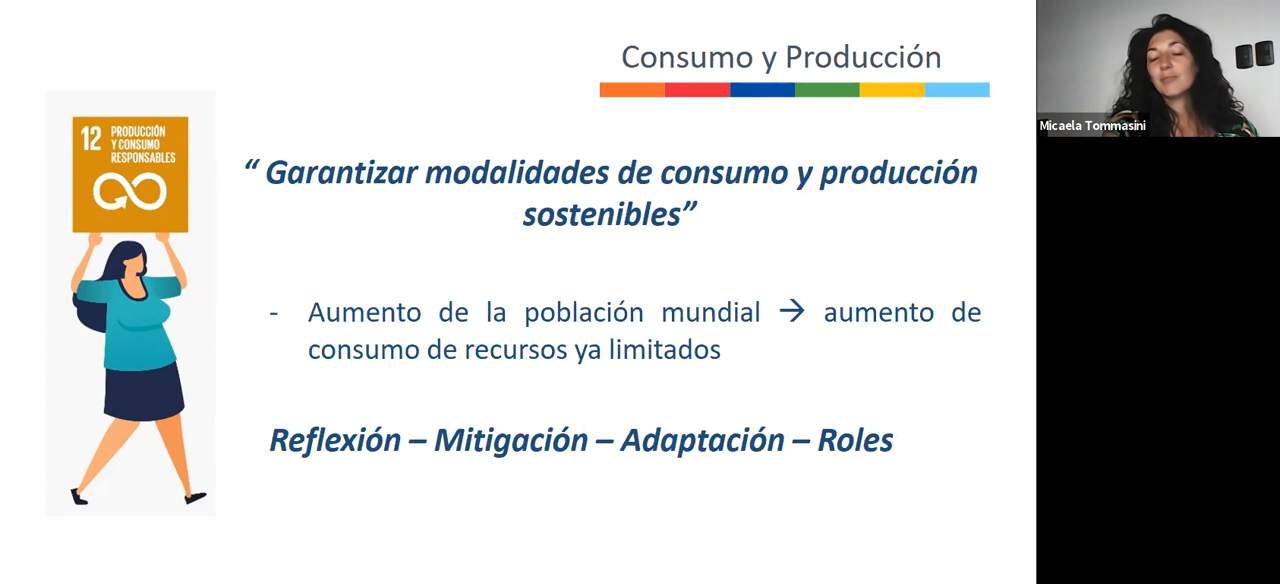 Consumo y Producción
12 PRODUCCIÓN
Y CONSUMO
RESPONSABLES
“ Garantizar modalidades de consumo y producción
sostenibles”
- Aumento de la población mundial → aumento de
consumo de recursos ya limitados
Reflexión – Mitigación – Adaptación – Roles
Micaela Tommasini